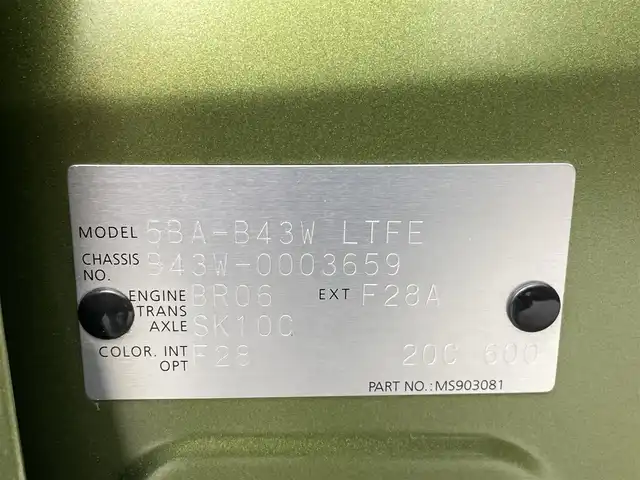 MODEL 5BA-B43W LTFE
CHASSIS NO. B43W-0003659
ENGINE BR06 EXT F28A
TRANS AXLE SK10C
COLOR. INT F28 20C 600
OPT
PART NO.:MS903081